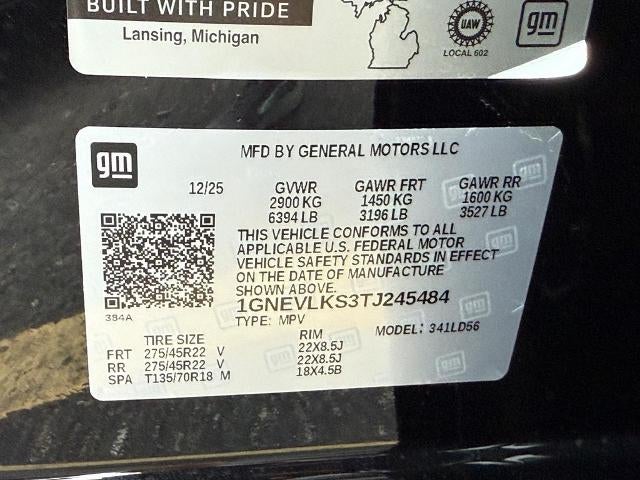 BUILT WITH PRIDE
Lansing, Michigan
UAW
LOCAL 602
gm
gm
MFD BY GENERAL MOTORS LLC
12/25 GVWR GAWR FRT GAWR RR
2900 KG 1450 KG 1600 KG
6394 LB 3196 LB 3527 LB
THIS VEHICLE CONFORMS TO ALL
APPLICABLE U.S. FEDERAL MOTOR
VEHICLE SAFETY STANDARDS IN EFFECT
ON THE DATE OF MANUFACTURE
SHOWN ABOVE.
1GNEVLKS3TJ245484
384A
TYPE: MPV MODEL: 341LD56
TIRE SIZE RIM
FRT 275/45R22 V 22X8.5J
RR 275/45R22 V 22X8.5J
SPA T135/70R18 M 18X4.5B